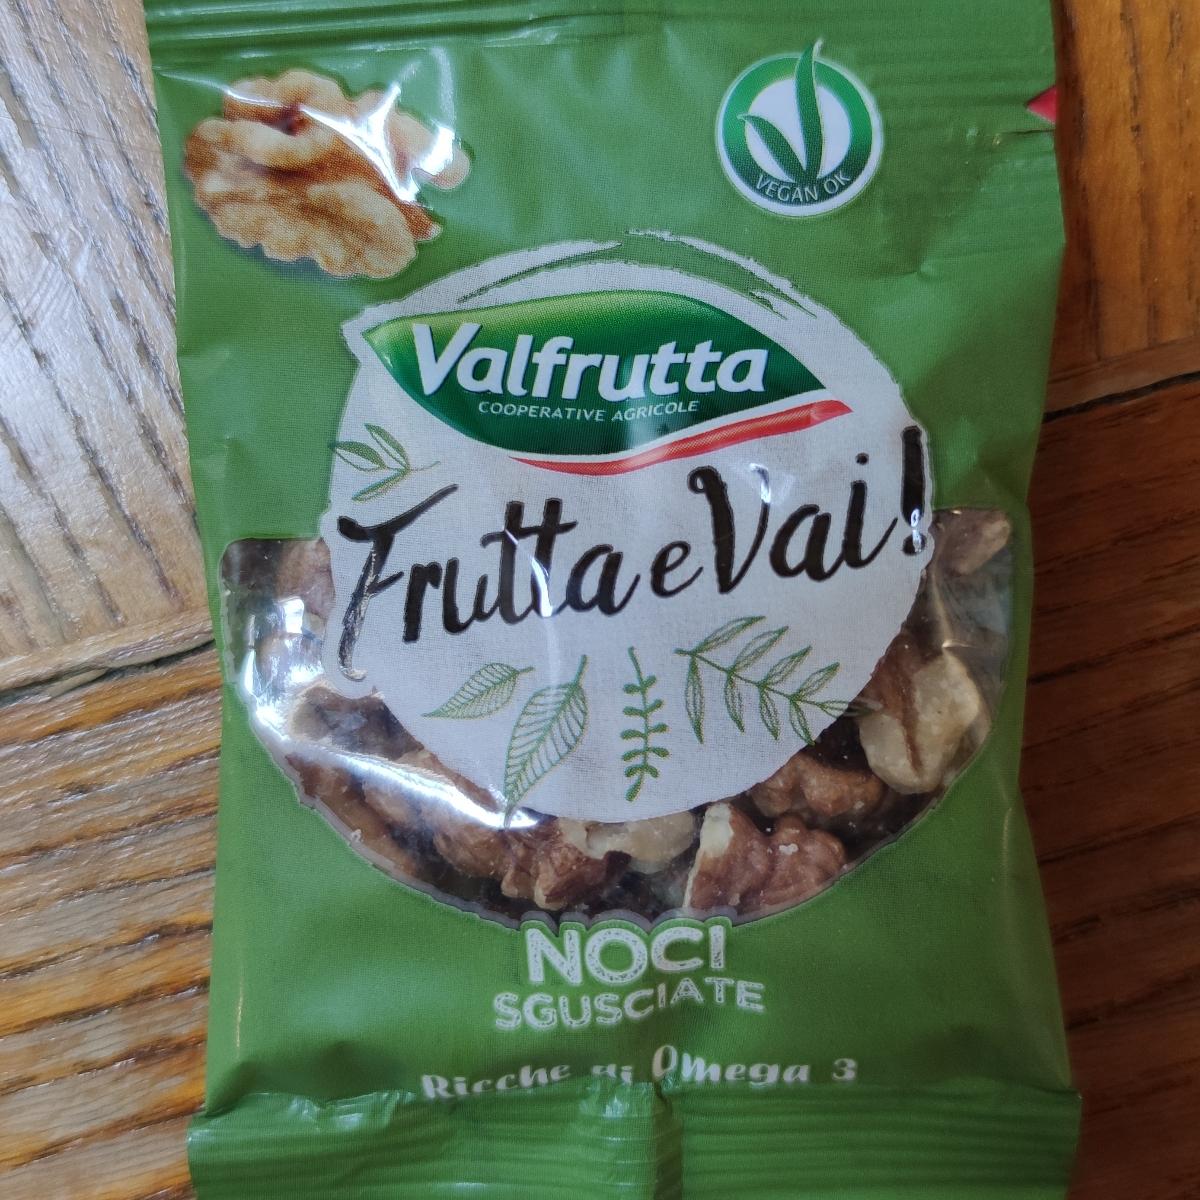 VEGAN OK
Valfrutta
COOPERATIVE AGRICOLE
Frutta e Vai!
NOCI
SGUSCIATE
Ricche di Omega 3